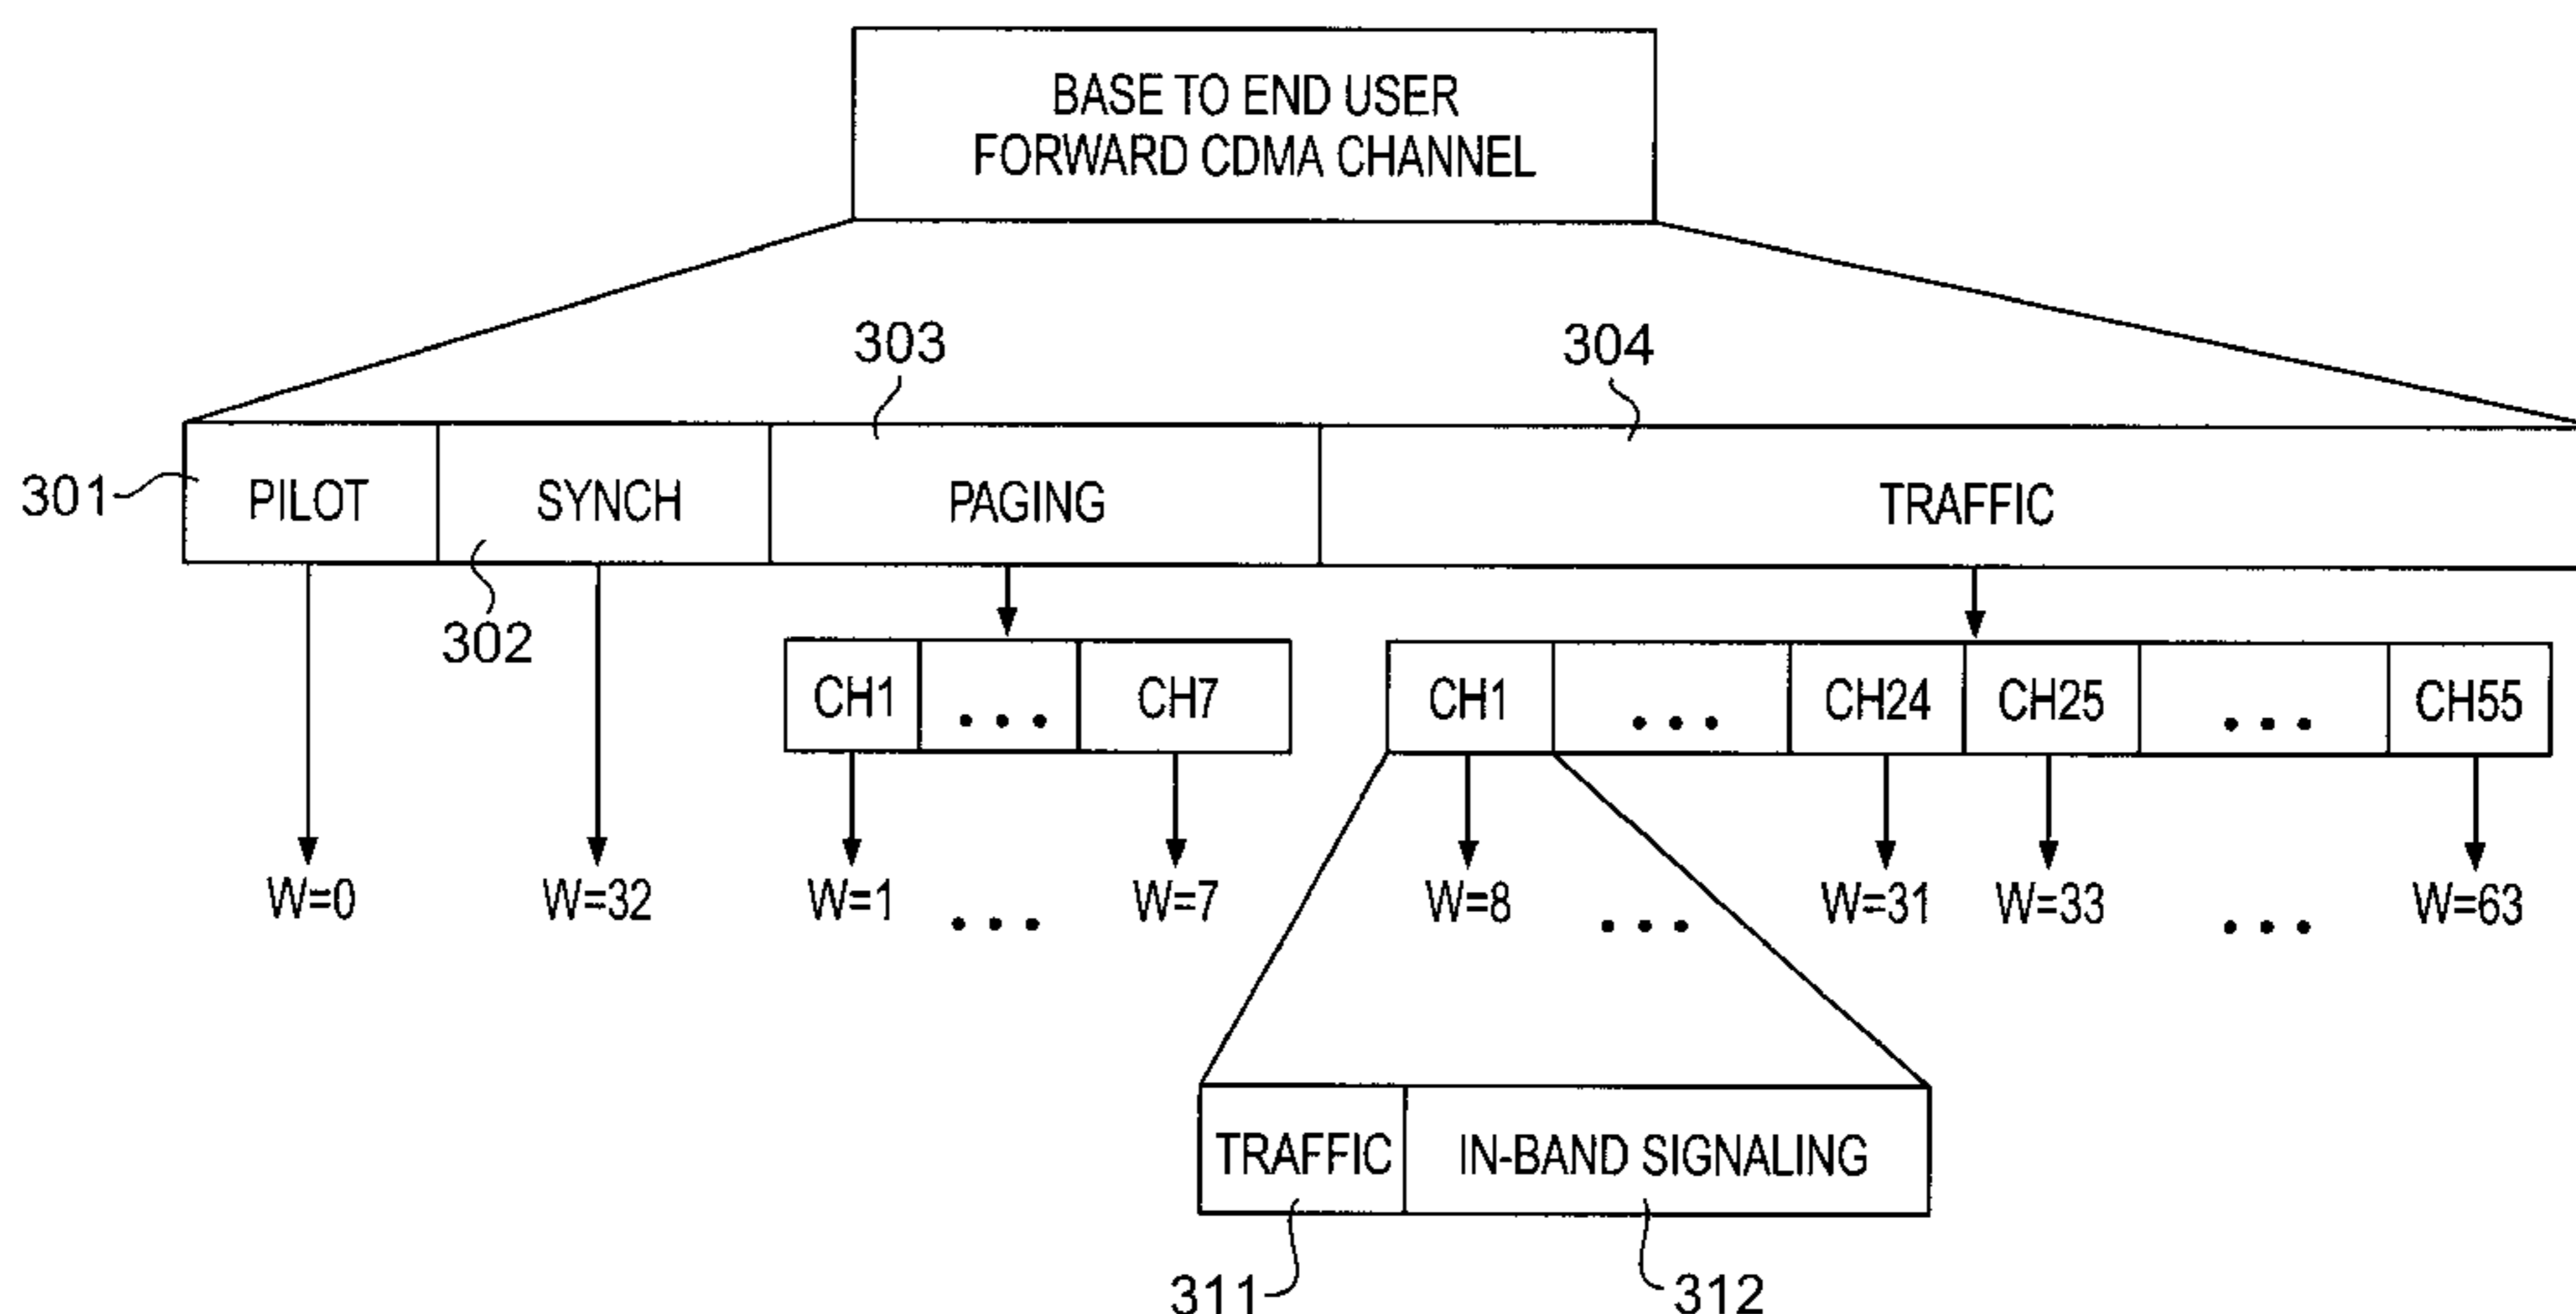 BASE TO END USER
FORWARD CDMA CHANNEL
303
304
301
PILOT
SYNCH
PAGING
TRAFFIC
302
CH1
• • •
CH7
CH1
• • •
CH24
CH25
• • •
CH55
W=0
W=32
W=1
• • •
W=7
W=8
• • •
W=31
W=33
• • •
W=63
TRAFFIC
IN-BAND SIGNALING
311
312